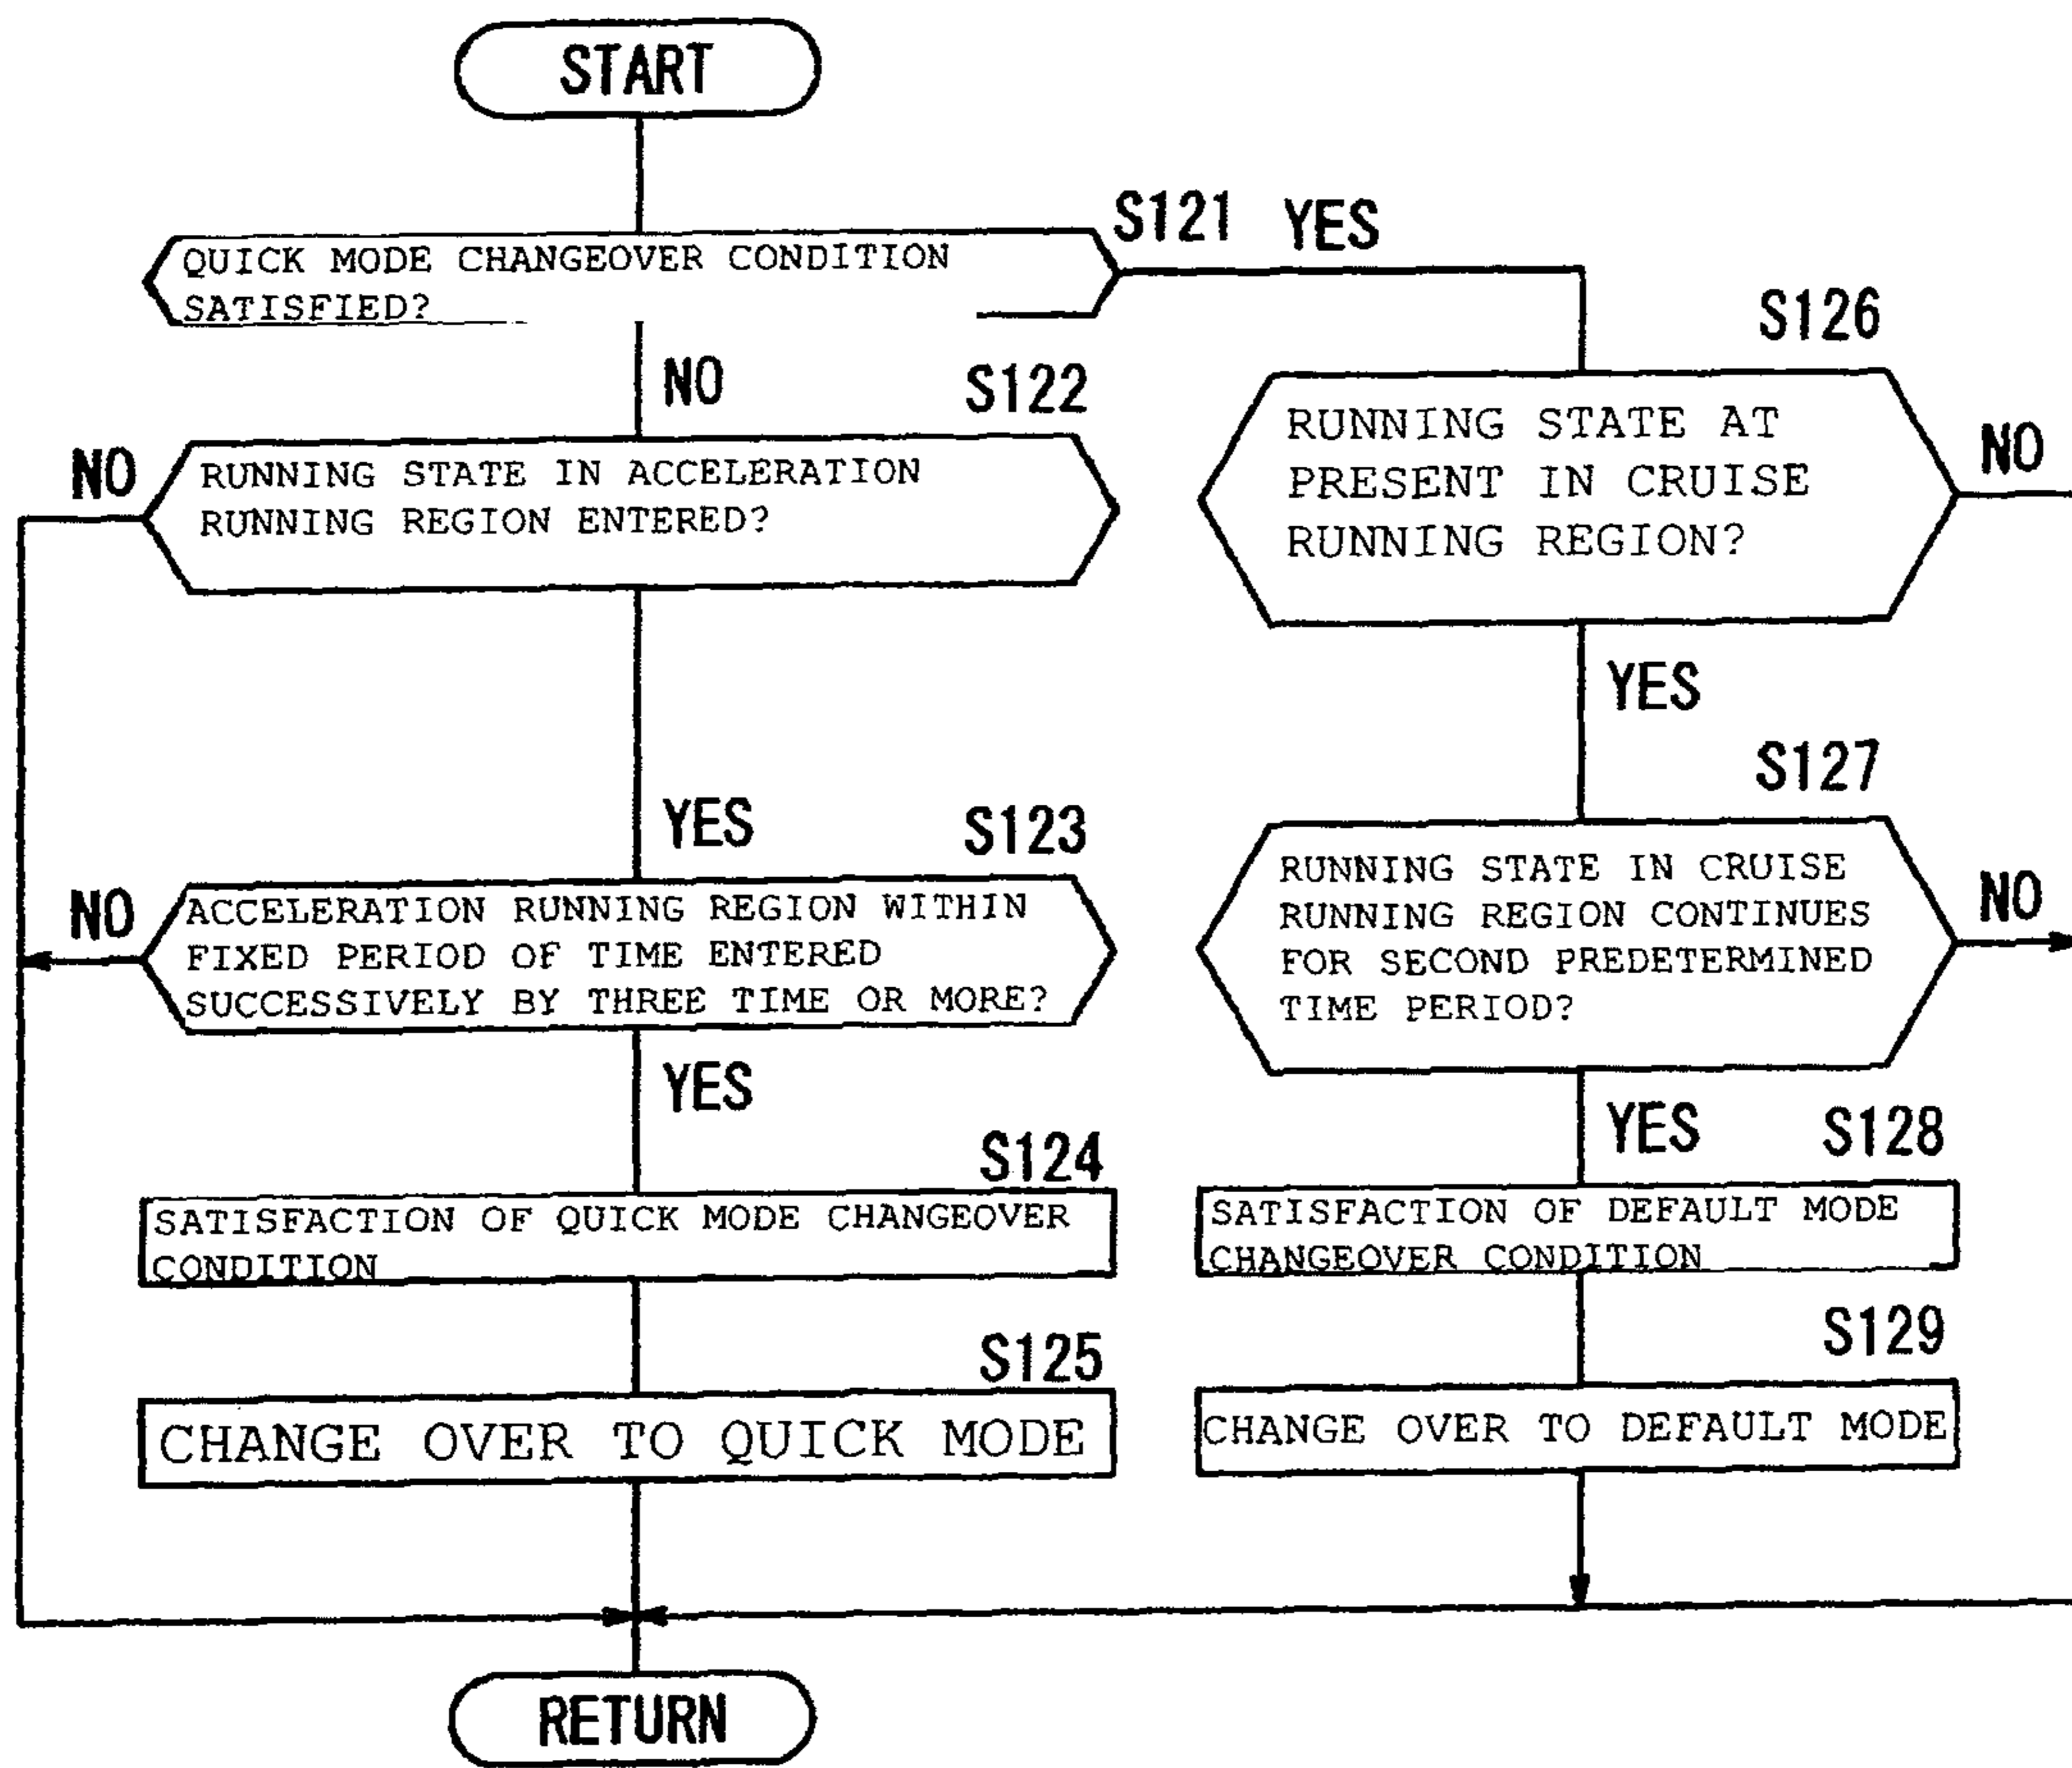 START
S121
YES
QUICK MODE CHANGEOVER CONDITION
SATISFIED?
NO
S122
NO
RUNNING STATE IN ACCELERATION
RUNNING REGION ENTERED?
YES
S123
NO
ACCELERATION RUNNING REGION WITHIN
FIXED PERIOD OF TIME ENTERED
SUCCESSIVELY BY THREE TIME OR MORE?
YES
S124
SATISFACTION OF QUICK MODE CHANGEOVER
CONDITION
S125
CHANGE OVER TO QUICK MODE
S126
RUNNING STATE AT
PRESENT IN CRUISE
RUNNING REGION?
NO
YES
S127
RUNNING STATE IN CRUISE
RUNNING REGION CONTINUES
FOR SECOND PREDETERMINED
TIME PERIOD?
NO
YES
S128
SATISFACTION OF DEFAULT MODE
CHANGEOVER CONDITION
S129
CHANGE OVER TO DEFAULT MODE
RETURN